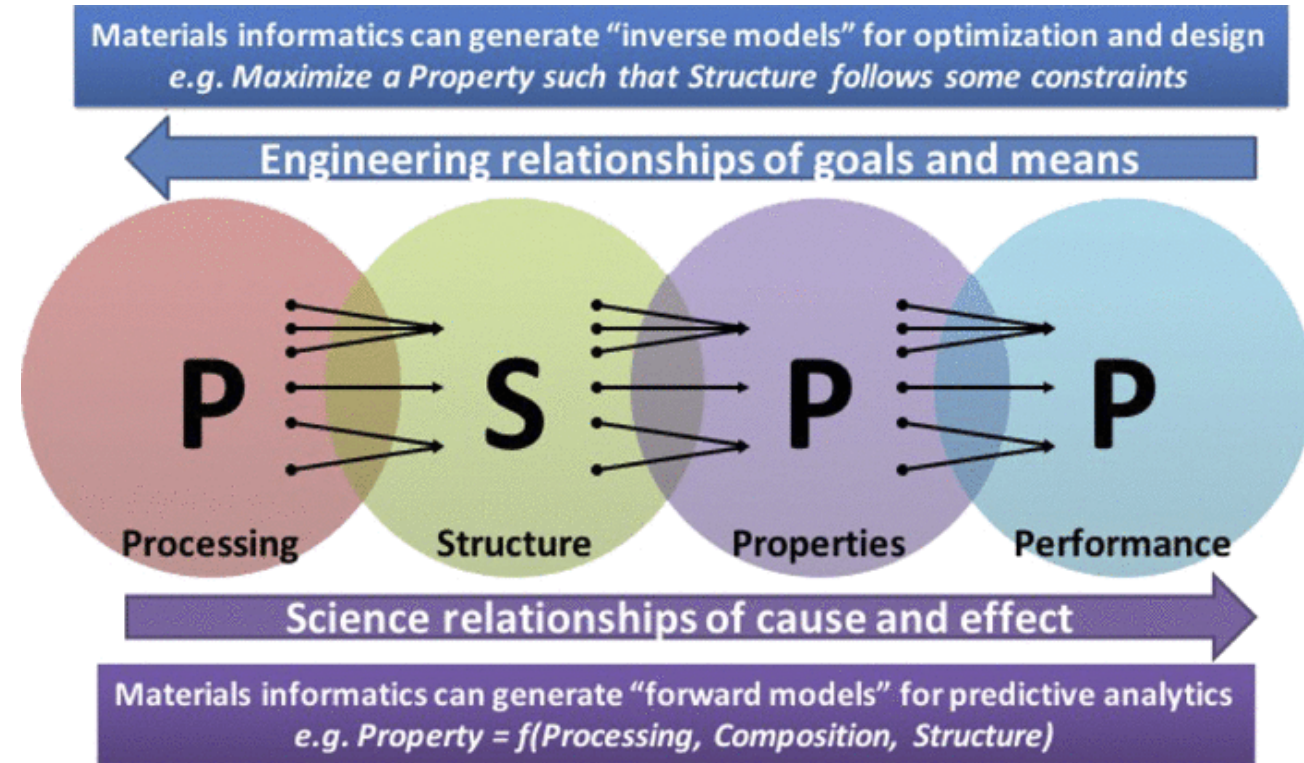 Materials informatics can generate “inverse models” for optimization and design
e.g. Maximize a Property such that Structure follows some constraints
Engineering relationships of goals and means
P S P P
Processing Structure Properties Performance
Science relationships of cause and effect
Materials informatics can generate “forward models” for predictive analytics
e.g. Property = f(Processing, Composition, Structure)